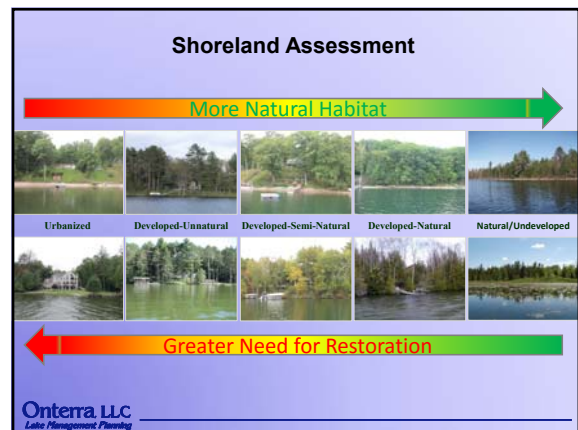 Shoreland Assessment
More Natural Habitat
Urbanized Developed-Unnatural Developed-Semi-Natural Developed-Natural Natural/Undeveloped
Greater Need for Restoration
Onterra LLC
Lake Management Planning